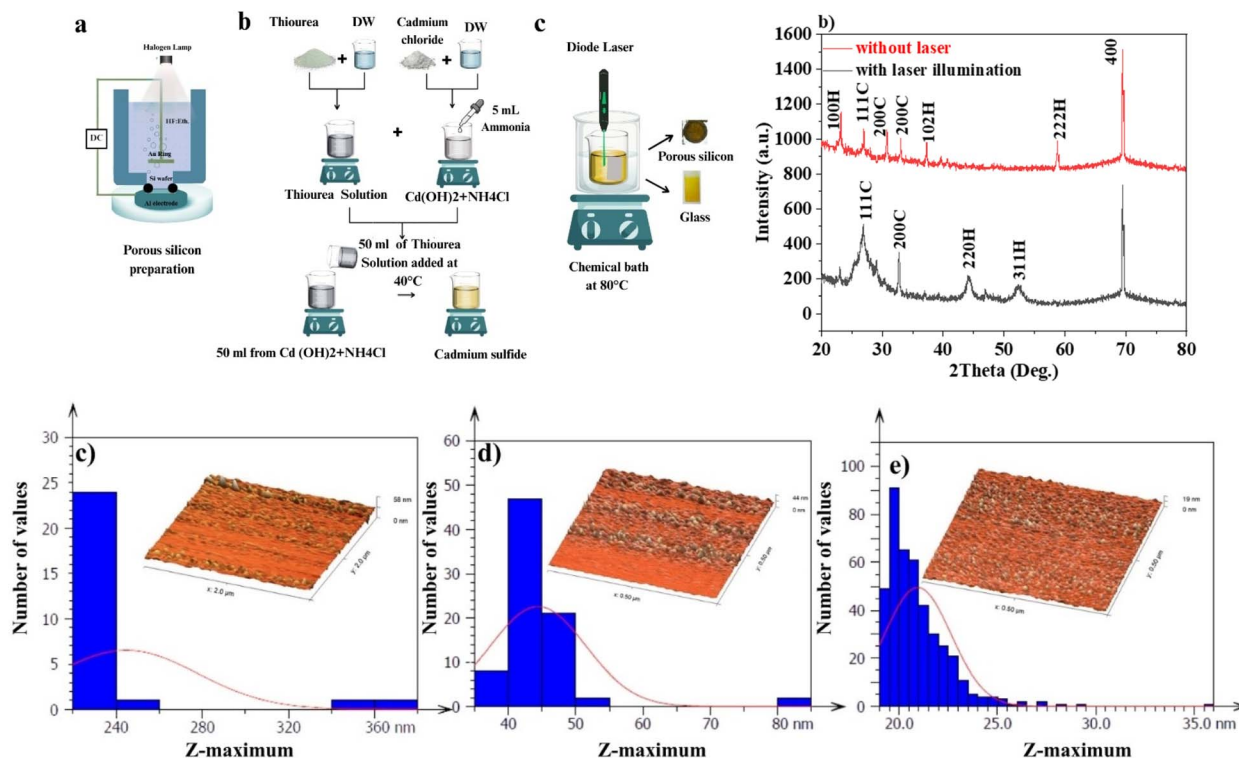 a
Halogen Lamp
HF:Eth.
DC
Au Ring
Si wafer
Al electrode
Porous silicon
preparation
b
Thiourea
DW
Cadmium
chloride
DW
+
+
5 mL
Ammonia
+
Thiourea Solution
Cd(OH)2+NH4Cl
50 ml of Thiourea
Solution added at
40°C
50 ml from Cd (OH)2+NH4Cl
Cadmium sulfide
c
Diode Laser
Porous silicon
Glass
Chemical bath
at 80°C
b)
without laser
with laser illumination
100H
111C
200C
200C
102H
222H
400
111C
200C
220H
311H
Intensity (a.u.)
1600
1400
1200
1000
800
600
400
200
0
20 30 40 50 60 70 80
2Theta (Deg.)
c)
Number of values
30
25
20
15
10
5
0
58 nm
0 nm
x: 2.0 µm
y: 2.0 µm
240 280 320 360 nm
Z-maximum
d)
Number of values
60
50
40
30
20
10
0
44 nm
0 nm
x: 0.50 µm
y: 0.50 µm
40 50 60 70 80 nm
Z-maximum
e)
Number of values
100
80
60
40
20
0
19 nm
0 nm
x: 0.50 µm
y: 0.50 µm
20.0 25.0 30.0 35.0 nm
Z-maximum